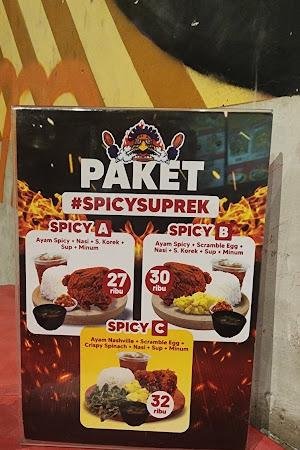 PAKET
#SPICYSUPREK
SPICY A
Ayam Spicy + Nasi + S. Korek +
Sup + Minum
27
ribu
SPICY B
Ayam Spicy + Scramble Egg +
Nasi + S. Korek + Sup + Minum
30
ribu
SPICY C
Ayam Nashville + Scramble Egg +
Crispy Spinach + Nasi + Sup + Minum
32
ribu